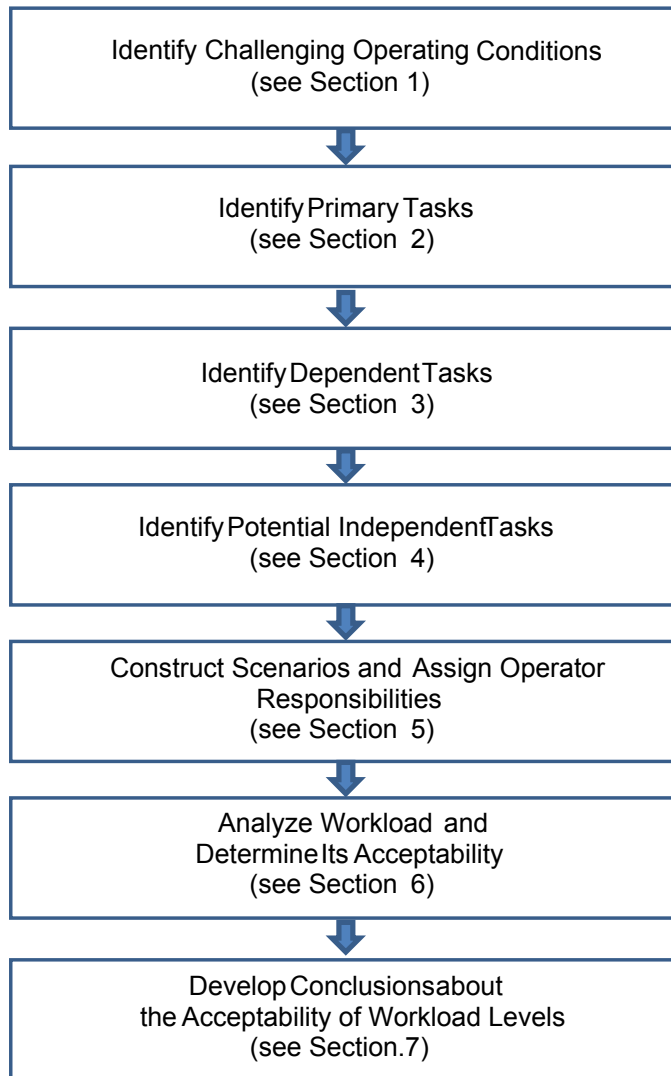 Identify Challenging Operating Conditions
(see Section 1)
Identify Primary Tasks
(see Section 2)
Identify Dependent Tasks
(see Section 3)
Identify Potential Independent Tasks
(see Section 4)
Construct Scenarios and Assign Operator
Responsibilities
(see Section 5)
Analyze Workload and
Determine Its Acceptability
(see Section 6)
Develop Conclusions about
the Acceptability of Workload Levels
(see Section.7)